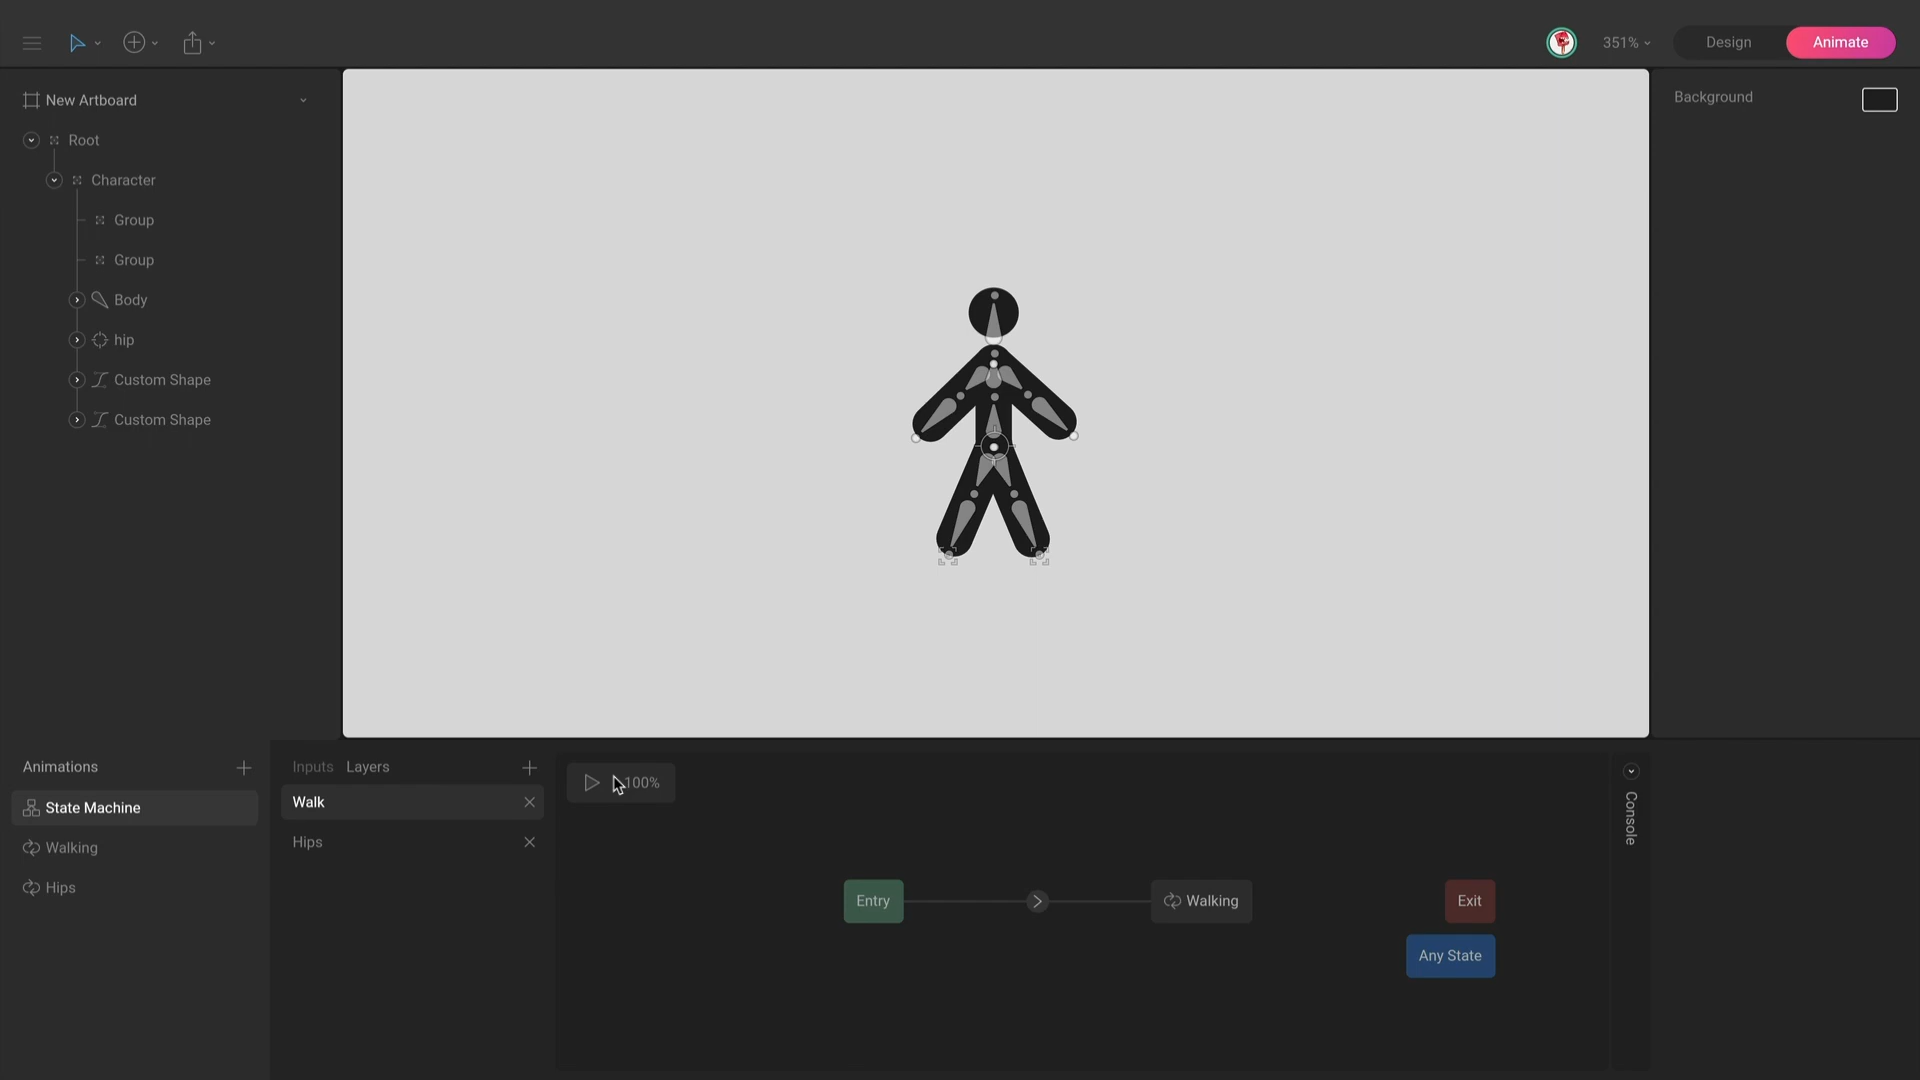 351%
Design
Animate
New Artboard
Background
Root
Character
Group
Group
Body
hip
Custom Shape
Custom Shape
Animations
Inputs
Layers
State Machine
Walk
100%
Walking
Hips
Hips
Console
Entry
Walking
Exit
Any State